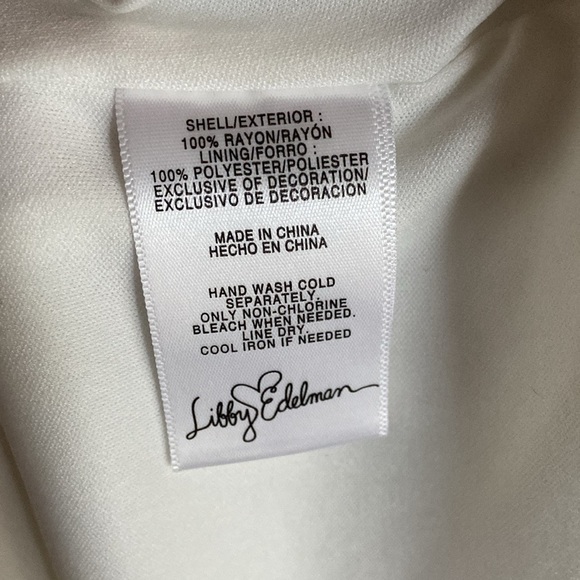 SHELL/EXTERIOR :
100% RAYON/RAYÓN
LINING/FORRO :
100% POLYESTER/POLIESTER
EXCLUSIVE OF DECORATION/
EXCLUSIVO DE DECORACION
MADE IN CHINA
HECHO EN CHINA
HAND WASH COLD
SEPARATELY.
ONLY NON-CHLORINE
BLEACH WHEN NEEDED.
LINE DRY.
COOL IRON IF NEEDED
Libby Edelman